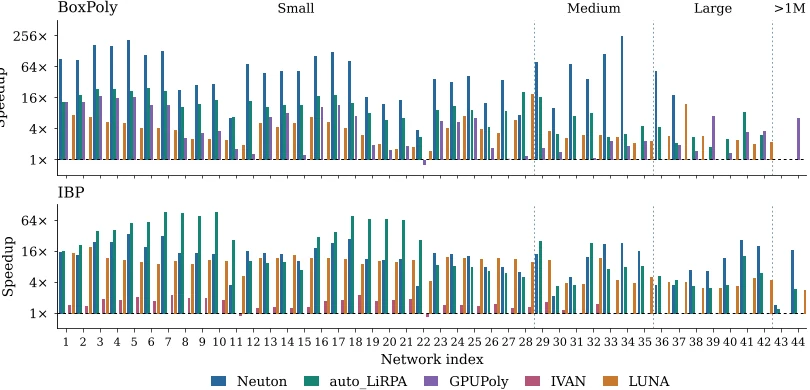 BoxPoly
Small
Medium
Large
>1M
Speedup
256×
64×
16×
4×
1×
IBP
Speedup
64×
16×
4×
1×
1 2 3 4 5 6 7 8 9 10 11 12 13 14 15 16 17 18 19 20 21 22 23 24 25 26 27 28 29 30 31 32 33 34 35 36 37 38 39 40 41 42 43 44
Network index
Neuton auto_LiRPA GPUPoly IVAN LUNA